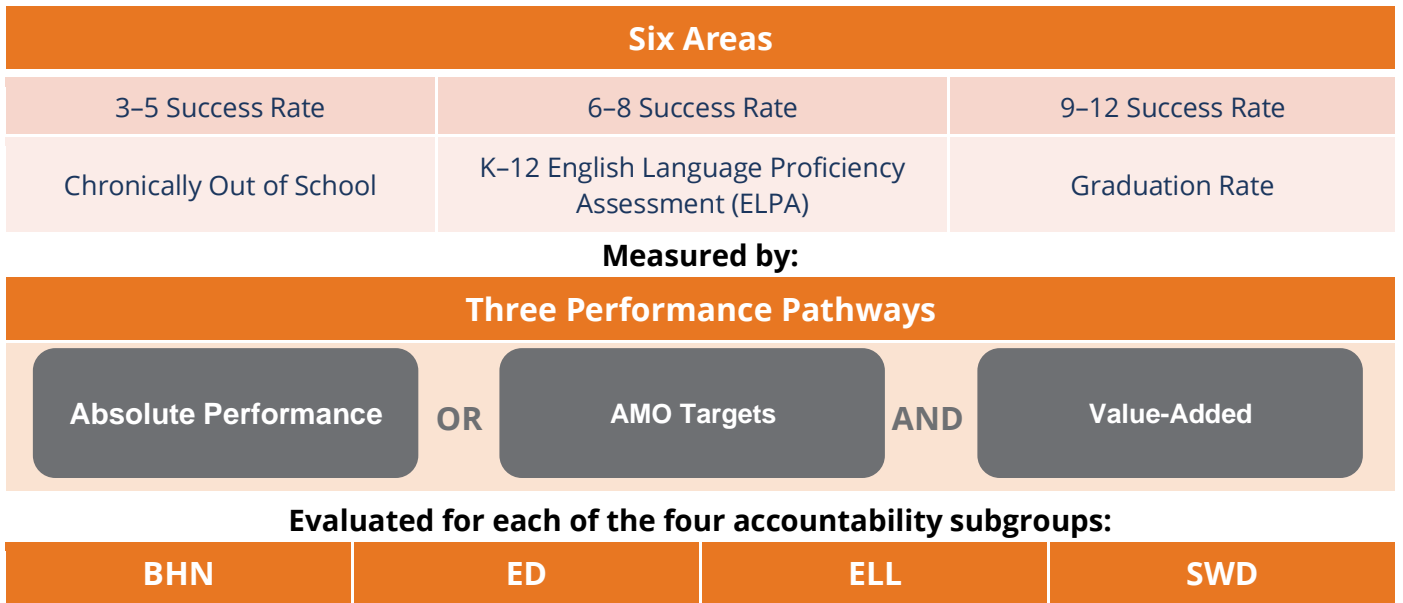 Six Areas
3–5 Success Rate
6–8 Success Rate
9–12 Success Rate
Chronically Out of School
K–12 English Language Proficiency
Assessment (ELPA)
Graduation Rate
Measured by:
Three Performance Pathways
Absolute Performance
OR
AMO Targets
AND
Value-Added
Evaluated for each of the four accountability subgroups:
BHN
ED
ELL
SWD